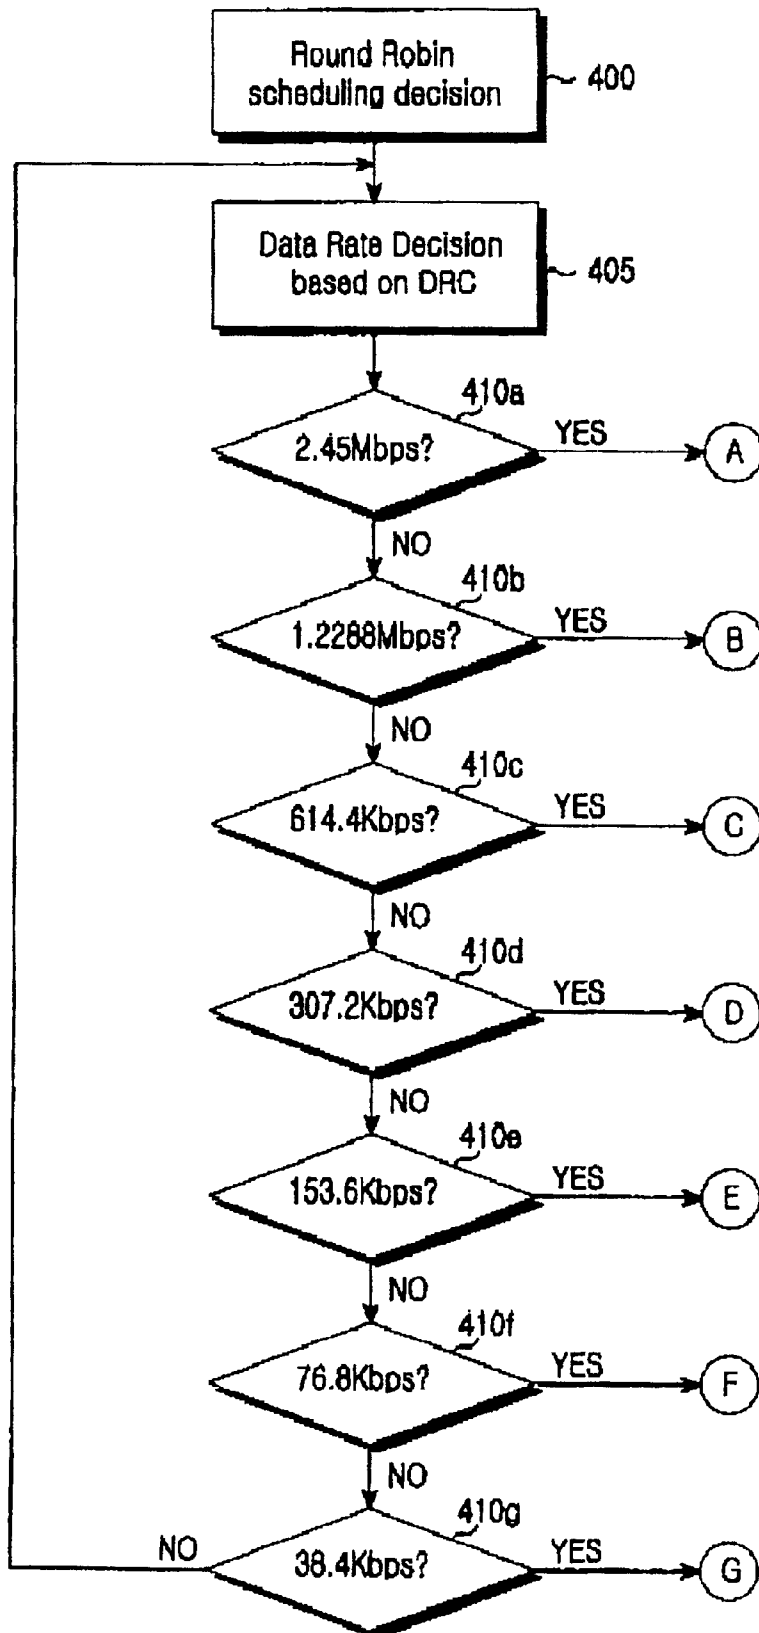 Round Robin
scheduling decision
400
Data Rate Decision
based on DRC
405
410a
2.45Mbps?
YES
A
NO
410b
1.2288Mbps?
YES
B
NO
410c
614.4Kbps?
YES
C
NO
410d
307.2Kbps?
YES
D
NO
410e
153.6Kbps?
YES
E
NO
410f
76.8Kbps?
YES
F
NO
410g
NO
38.4Kbps?
YES
G